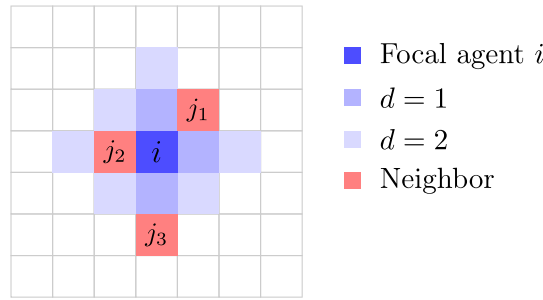 Focal agent i
j₁
d = 1
j₂ i
d = 2
Neighbor
j₃